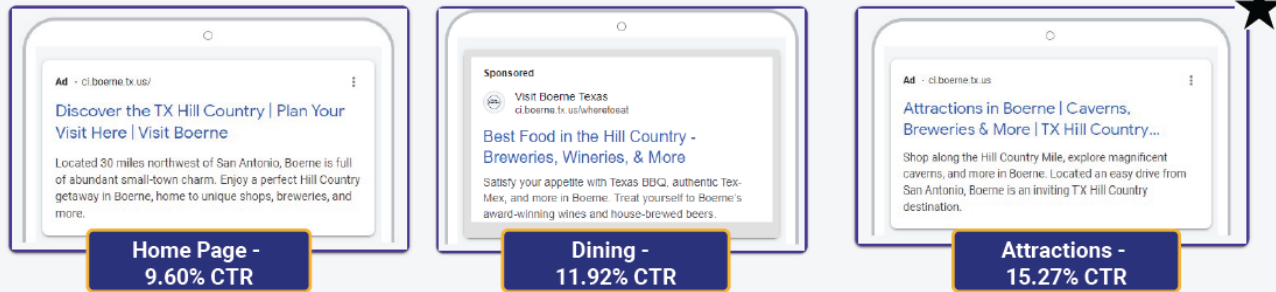 Ad · ci.boerne.tx.us/
Discover the TX Hill Country | Plan Your
Visit Here | Visit Boerne
Located 30 miles northwest of San Antonio, Boerne is full
of abundant small-town charm. Enjoy a perfect Hill Country
getaway in Boerne, home to unique shops, breweries, and
more.
Home Page -
9.60% CTR
Sponsored
Visit Boerne Texas
ci.boerne.tx.us/wheretoeat
Best Food in the Hill Country -
Breweries, Wineries, & More
Satisfy your appetite with Texas BBQ, authentic Tex-
Mex, and more in Boerne. Treat yourself to Boerne's
award-winning wines and house-brewed beers.
Dining -
11.92% CTR
Ad · ci.boerne.tx.us
Attractions in Boerne | Caverns,
Breweries & More | TX Hill Country...
Shop along the Hill Country Mile, explore magnificent
caverns, and more in Boerne. Located an easy drive from
San Antonio, Boerne is an inviting TX Hill Country
destination.
Attractions -
15.27% CTR